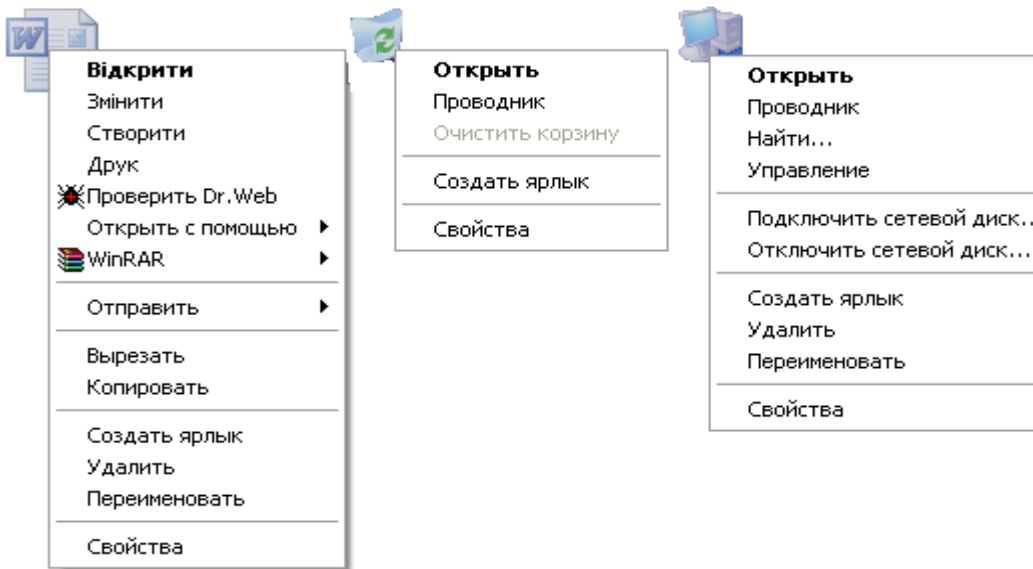 W
Відкрити
Змінити
Створити
Друк
Проверить Dr.Web
Открыть с помощью
WinRAR
Отправить
Вырезать
Копировать
Создать ярлык
Удалить
Переименовать
Свойства
Открыть
Проводник
Очистить корзину
Создать ярлык
Свойства
Открыть
Проводник
Найти...
Управление
Подключить сетевой диск..
Отключить сетевой диск...
Создать ярлык
Удалить
Переименовать
Свойства